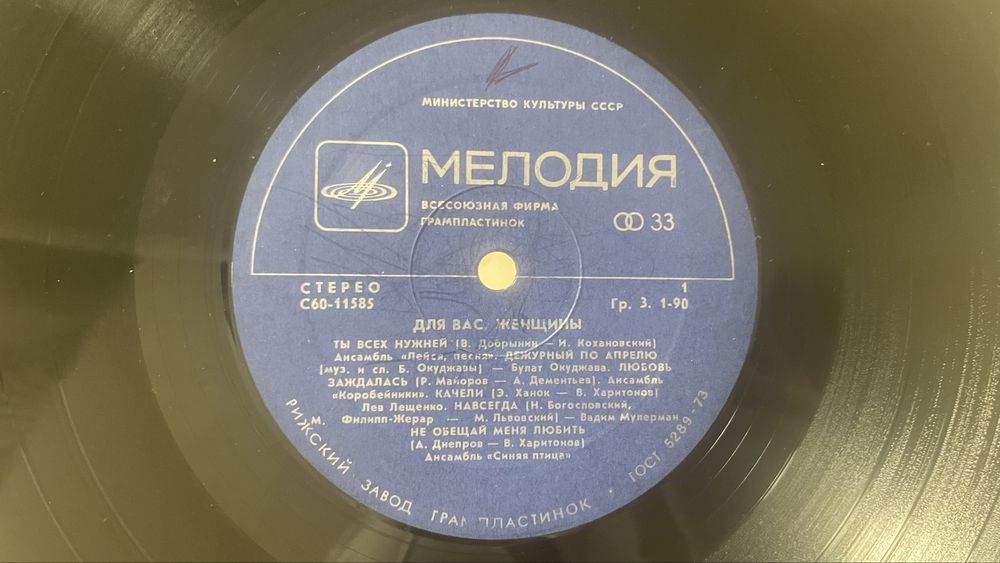 МИНИСТЕРСТВО КУЛЬТУРЫ СССР
МЕЛОДИЯ
ВСЕСОЮЗНАЯ ФИРМА
ГРАМПЛАСТИНОК
33
СТЕРЕО
С60-11585
1
Гр. 3. 1-90
ДЛЯ ВАС, ЖЕНЩИНЫ
ТЫ ВСЕХ НУЖНЕЙ (В. Добрынин — И. Кохановский)
Ансамбль «Лейся, песня». ДЕЖУРНЫЙ ПО АПРЕЛЮ
(муз. и сл. Б. Окуджавы) — Булат Окуджава. ЛЮБОВЬ
ЗАЖДАЛАСЬ (Р. Майоров — А. Дементьев). Ансамбль
«Коробейники». КАЧЕЛИ (Э. Ханок — В. Харитонов)
Лев Лещенко. НАВСЕГДА (Н. Богословский,
М. Филипп-Жерар — М. Львовский) — Вадим Мулерман
НЕ ОБЕЩАЙ МЕНЯ ЛЮБИТЬ
(А. Днепров — В. Харитонов)
Ансамбль «Синяя птица»
РИЖСКИЙ ЗАВОД ГРАМПЛАСТИНОК · ГОСТ 5289-73